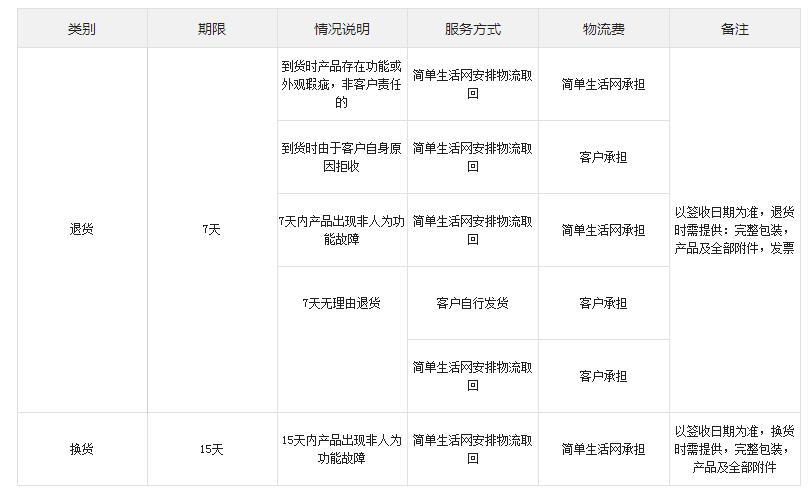 类别 期限 情况说明 服务方式 物流费 备注
到货时产品存在功能或
外观瑕疵，非客户责任
的
简单生活网安排物流取
回
简单生活网承担
到货时由于客户自身原
因拒收
简单生活网安排物流取
回
客户承担
退货
7天
7天内产品出现非人为功
能故障
简单生活网安排物流取
回
简单生活网承担
以签收日期为准，退货
时需提供：完整包装，
产品及全部附件，发票
7天无理由退货
客户自行发货
客户承担
简单生活网安排物流取
回
客户承担
换货
15天
15天内产品出现非人为
功能故障
简单生活网安排物流取
回
简单生活网承担
以签收日期为准，换货
时需提供，完整包装，
产品及全部附件